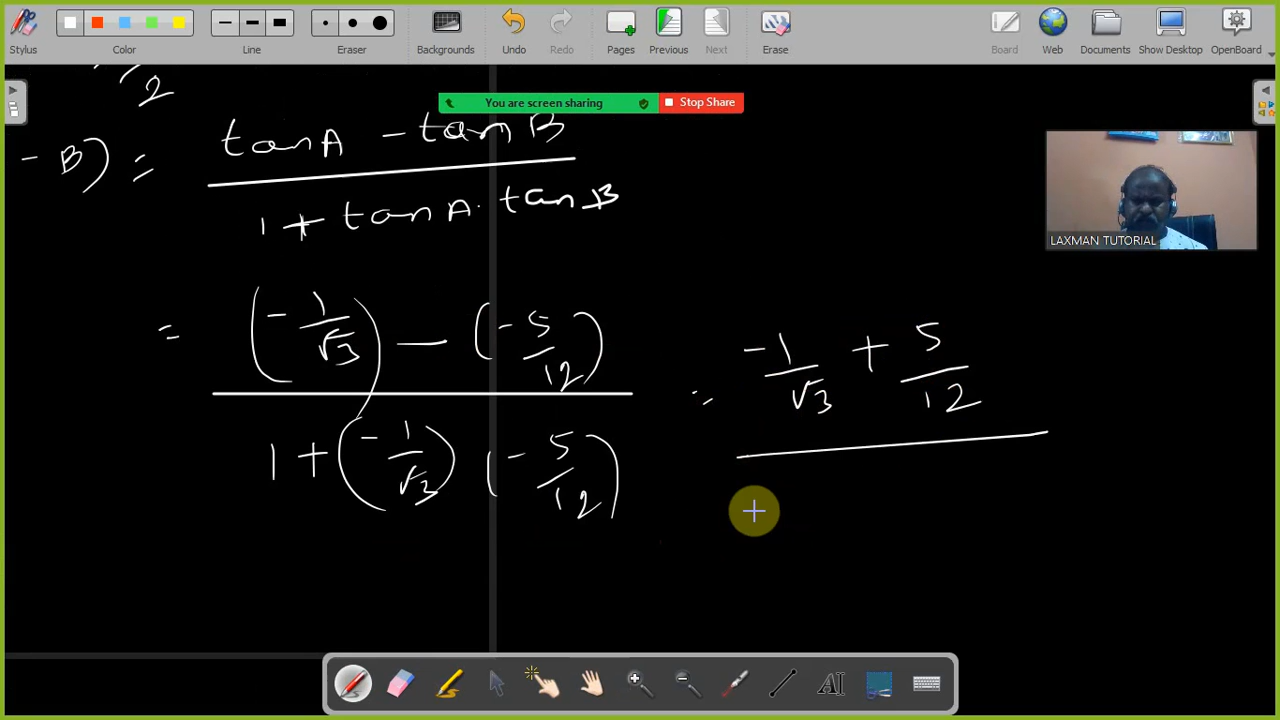 Stylus Color Line Eraser Backgrounds Undo Redo Pages Previous Next Erase Board Web Documents Show Desktop OpenBoard
You are screen sharing Stop Share
2
- B) = tanA - tan B
1 + tanA . tan B
= (- 1/√3) - (- 5/12)
1 + (- 1/√3) (- 5/12)
= -1/√3 + 5/12
LAXMAN TUTORIAL